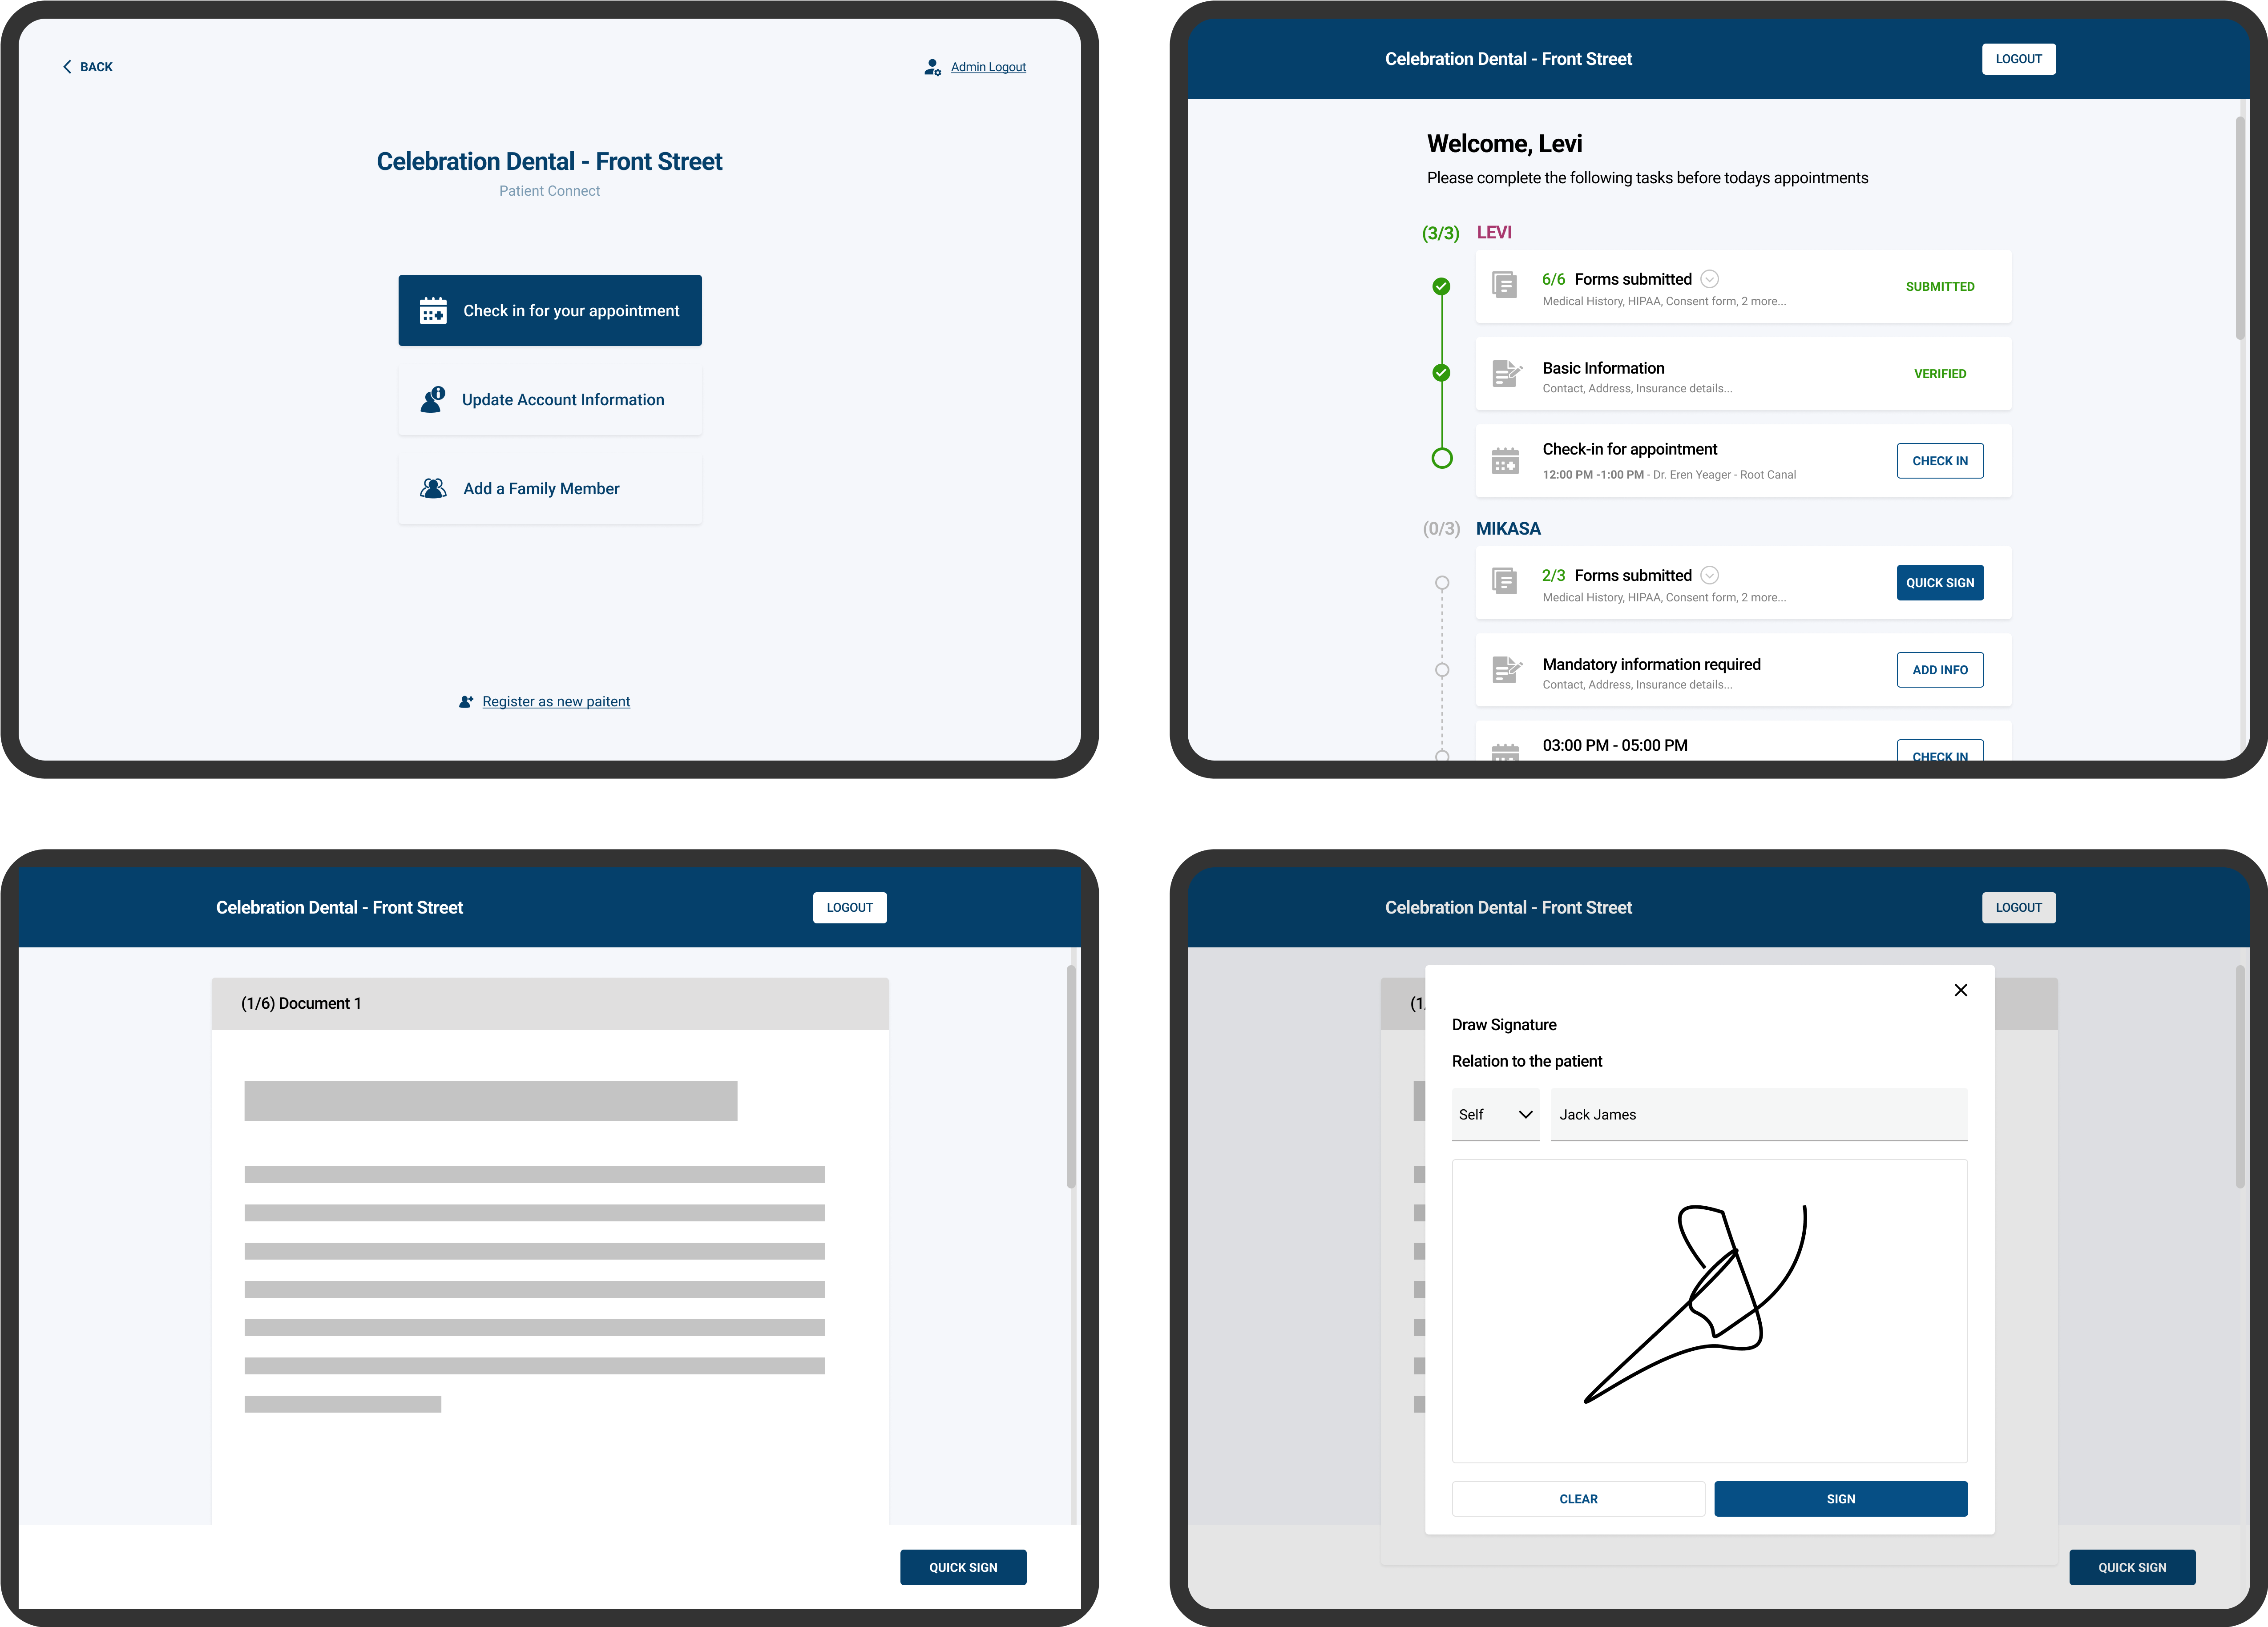 BACK
Admin Logout
Celebration Dental - Front Street
Patient Connect
Check in for your appointment
Update Account Information
Add a Family Member
Register as new paitent
Celebration Dental - Front Street
LOGOUT
Welcome, Levi
Please complete the following tasks before todays appointments
(3/3) LEVI
6/6 Forms submitted
Medical History, HIPAA, Consent form, 2 more...
SUBMITTED
Basic Information
Contact, Address, Insurance details...
VERIFIED
Check-in for appointment
12:00 PM -1:00 PM - Dr. Eren Yeager - Root Canal
CHECK IN
(0/3) MIKASA
2/3 Forms submitted
Medical History, HIPAA, Consent form, 2 more...
QUICK SIGN
Mandatory information required
Contact, Address, Insurance details...
ADD INFO
03:00 PM - 05:00 PM
CHECK IN
Celebration Dental - Front Street
LOGOUT
(1/6) Document 1
QUICK SIGN
Celebration Dental - Front Street
LOGOUT
(1
Draw Signature
Relation to the patient
Self
Jack James
CLEAR
SIGN
QUICK SIGN